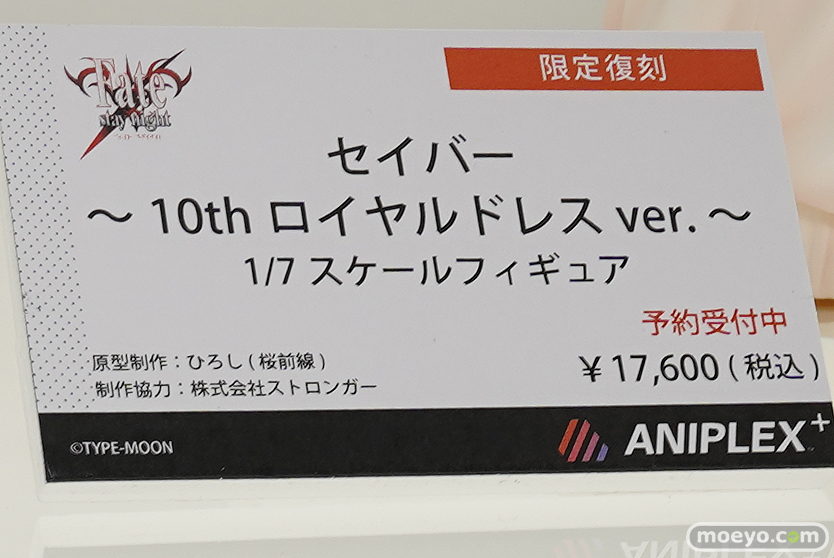 Fate
stay night
限定復刻
セイバー
～ 10th ロイヤルドレス ver. ～
1/7 スケールフィギュア
予約受付中
￥17,600 (税込)
原型制作：ひろし (桜前線)
制作協力：株式会社ストロンガー
©TYPE-MOON
ANIPLEX+
moeyo.com